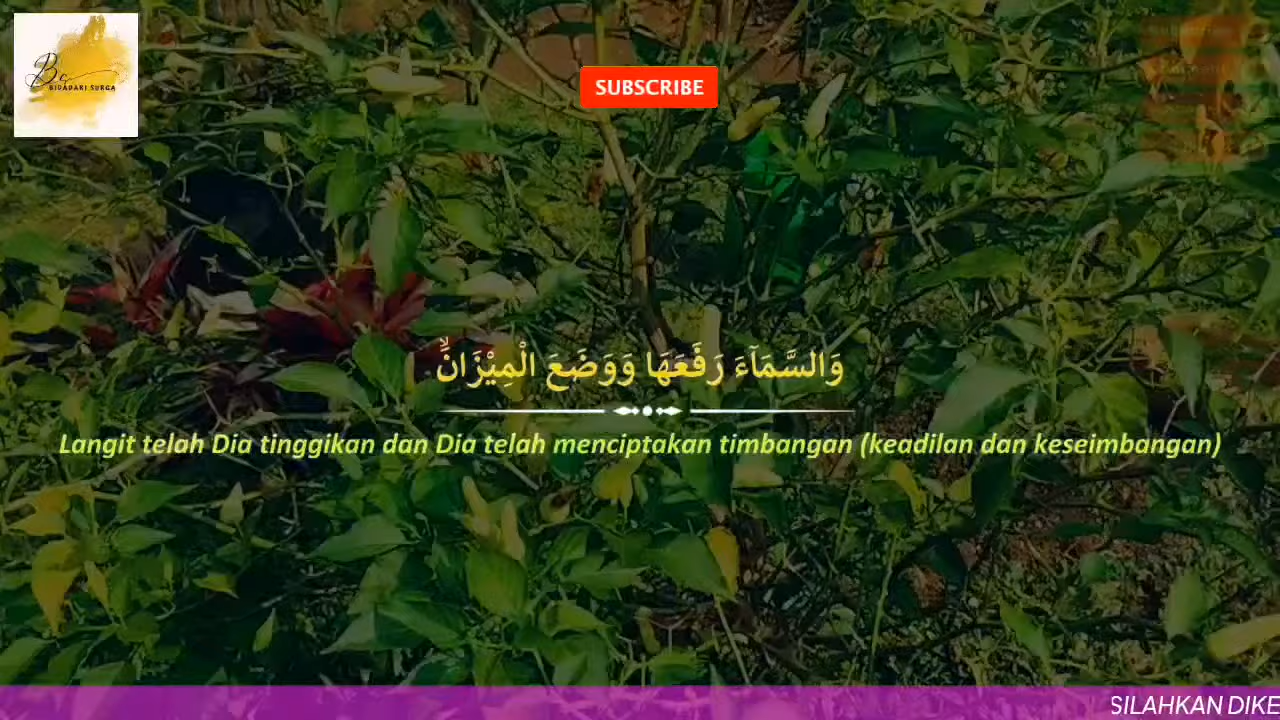 Bs
BIDADARI SURGA
SUBSCRIBE
وَالسَّمَاۤءَ رَفَعَهَا وَوَضَعَ الْمِيْزَانَۙ
Langit telah Dia tinggikan dan Dia telah menciptakan timbangan (keadilan dan keseimbangan)
SILAHKAN DIKE